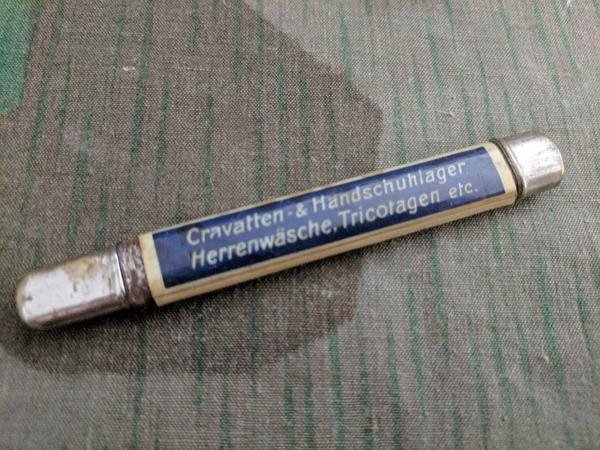 Cravatten- & Handschuhlager
Herrenwäsche, Tricotagen etc.